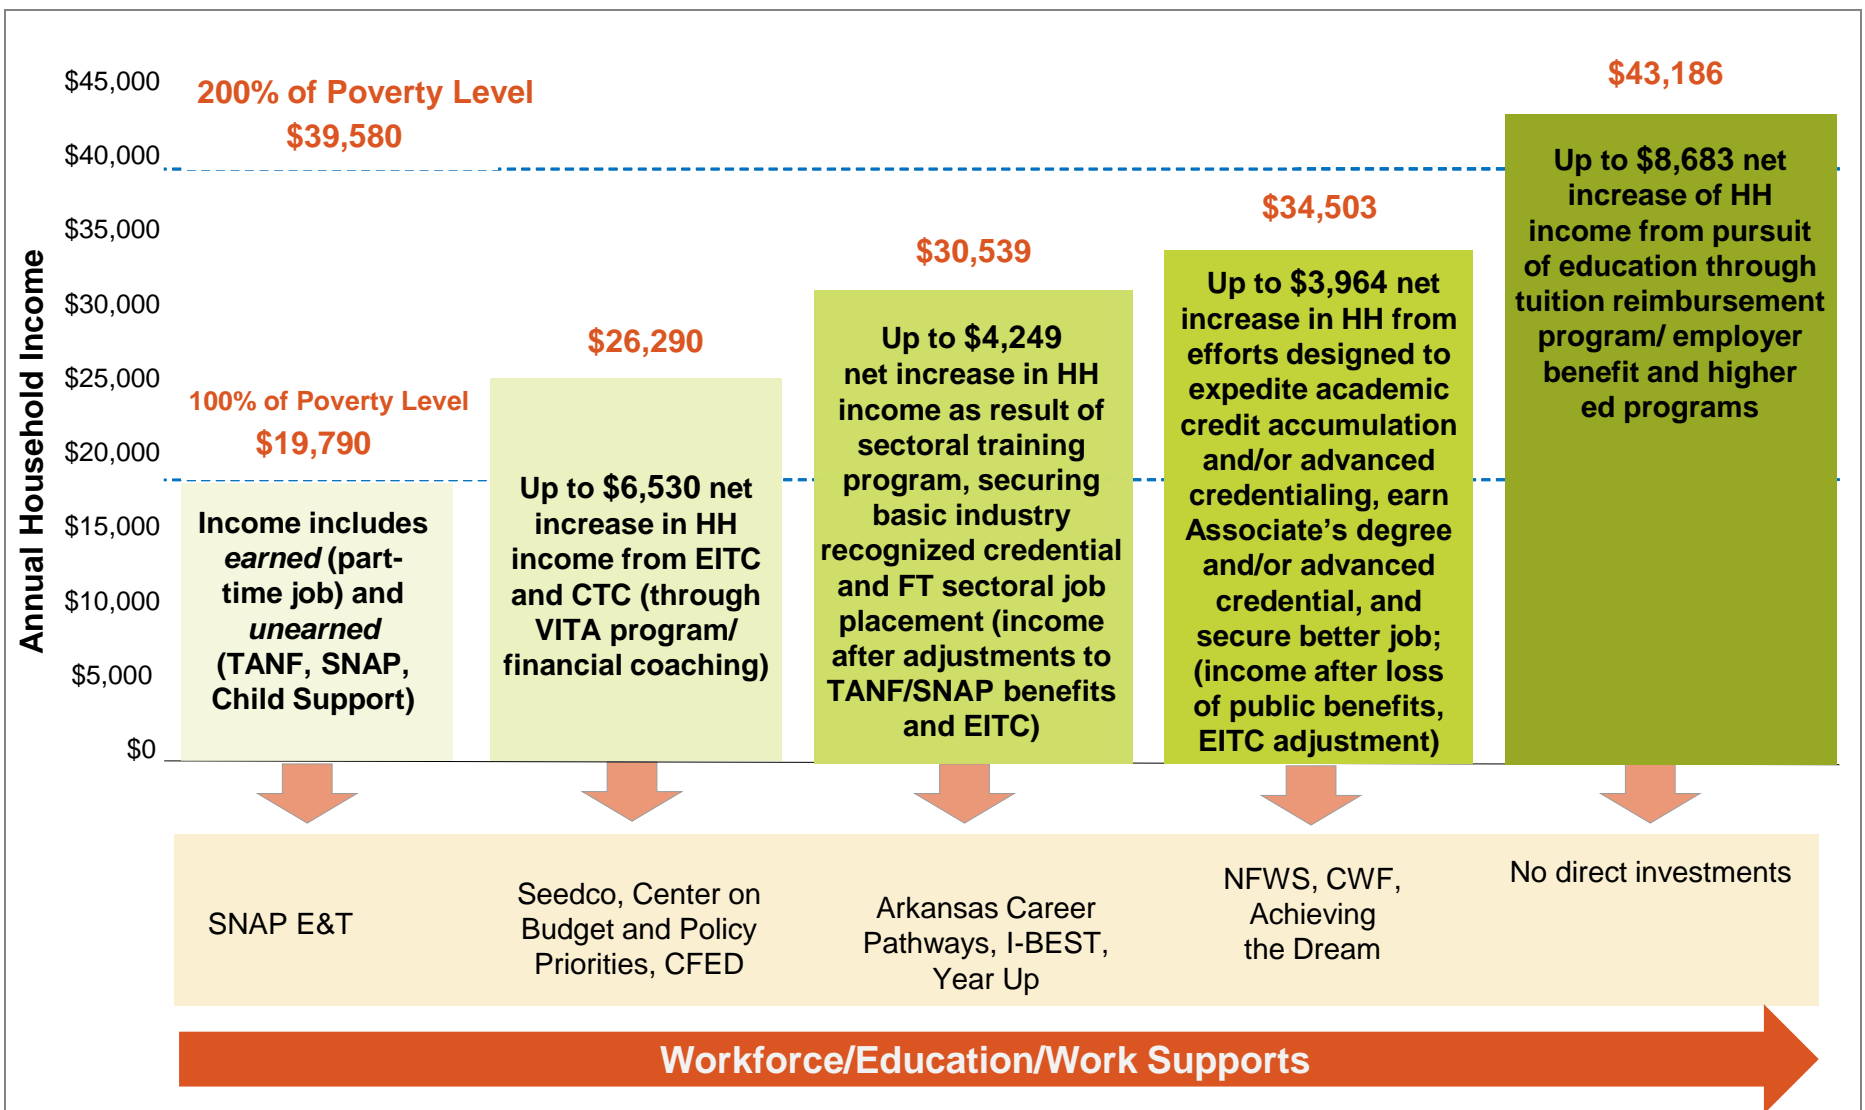 Annual Household Income
$45,000
$40,000
$35,000
$30,000
$25,000
$20,000
$15,000
$10,000
$5,000
$0
200% of Poverty Level
$39,580
100% of Poverty Level
$19,790
Income includes
earned (part-
time job) and
unearned
(TANF, SNAP,
Child Support)
$26,290
Up to $6,530 net
increase in HH
income from EITC
and CTC (through
VITA program/
financial coaching)
$30,539
Up to $4,249
net increase in HH
income as result of
sectoral training
program, securing
basic industry
recognized credential
and FT sectoral job
placement (income
after adjustments to
TANF/SNAP benefits
and EITC)
$34,503
Up to $3,964 net
increase in HH from
efforts designed to
expedite academic
credit accumulation
and/or advanced
credentialing, earn
Associate’s degree
and/or advanced
credential, and
secure better job;
(income after loss
of public benefits,
EITC adjustment)
$43,186
Up to $8,683 net
increase of HH
income from pursuit
of education through
tuition reimbursement
program/ employer
benefit and higher
ed programs
SNAP E&T
Seedco, Center on
Budget and Policy
Priorities, CFED
Arkansas Career
Pathways, I-BEST,
Year Up
NFWS, CWF,
Achieving
the Dream
No direct investments
Workforce/Education/Work Supports